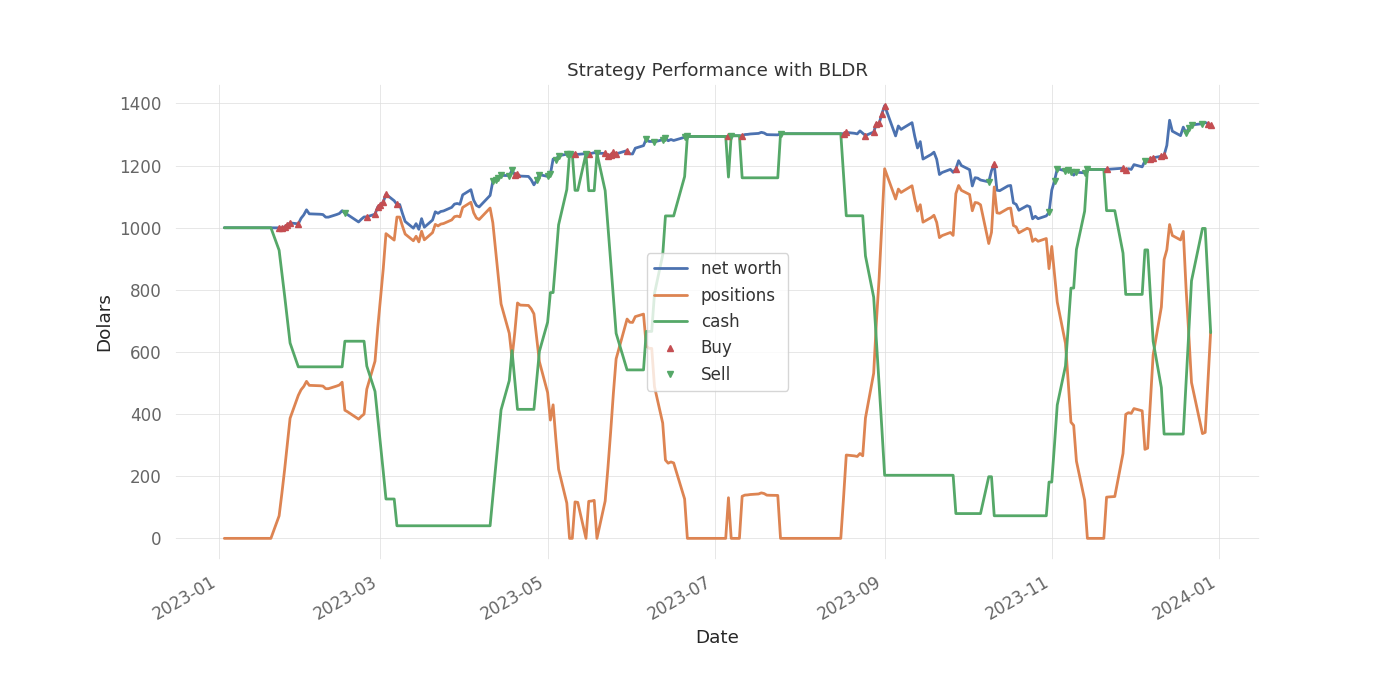 Strategy Performance with BLDR
1400
1200
1000
800
600
400
200
0
Dolars
net worth
positions
cash
Buy
Sell
2023-01
2023-03
2023-05
2023-07
2023-09
2023-11
2024-01
Date